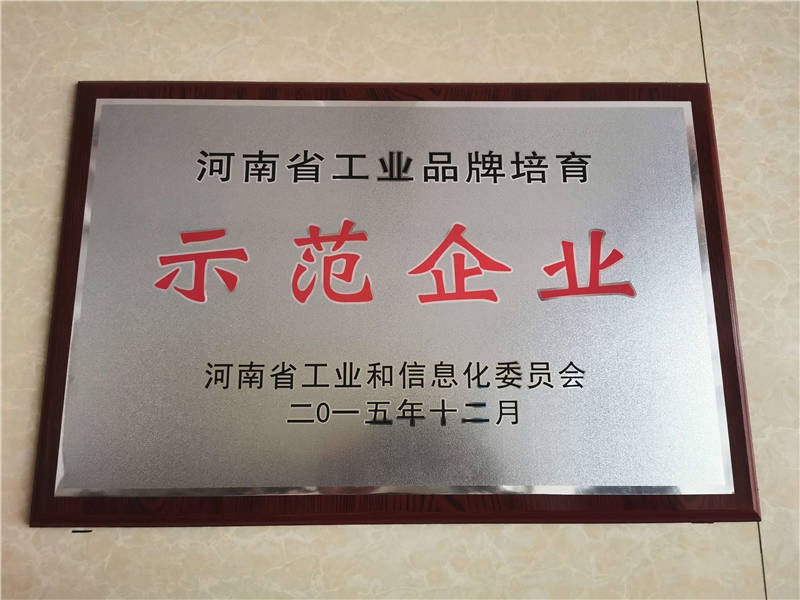 河南省工业品牌培育
示范企业
河南省工业和信息化委员会
二0一五年十二月